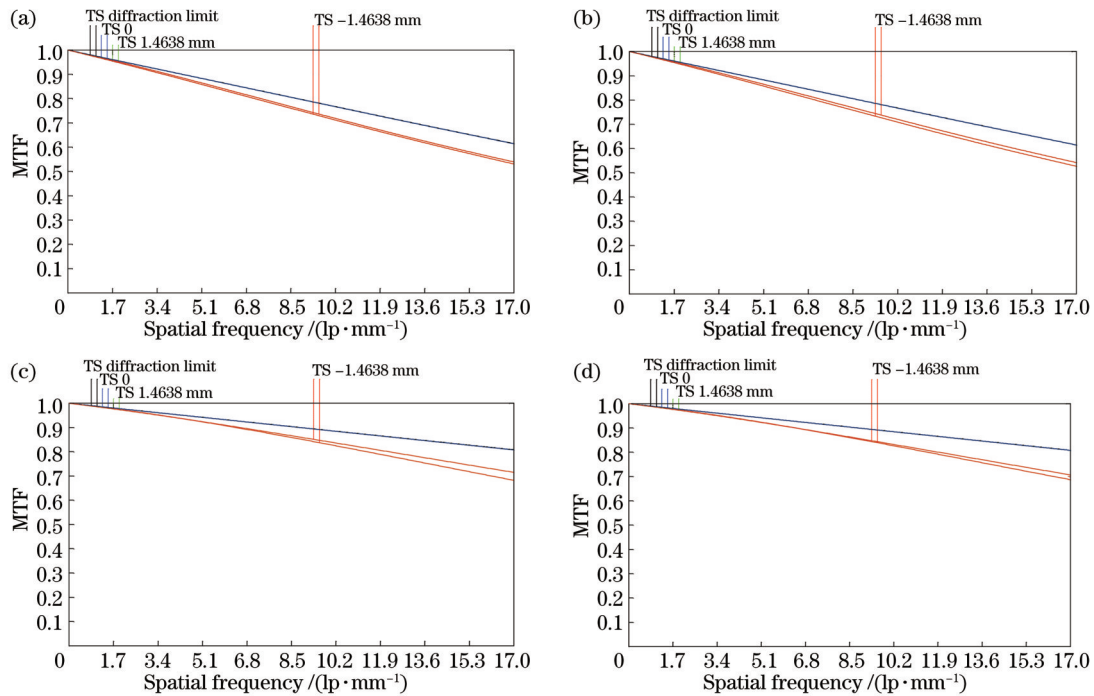 (a)
TS diffraction limit
TS 0
TS 1.4638 mm
TS −1.4638 mm
1.0
0.9
0.8
0.7
0.6
0.5
0.4
0.3
0.2
0.1
MTF
0 1.7 3.4 5.1 6.8 8.5 10.2 11.9 13.6 15.3 17.0
Spatial frequency /(lp·mm⁻¹)
(b)
TS diffraction limit
TS 0
TS 1.4638 mm
TS −1.4638 mm
1.0
0.9
0.8
0.7
0.6
0.5
0.4
0.3
0.2
0.1
MTF
0 1.7 3.4 5.1 6.8 8.5 10.2 11.9 13.6 15.3 17.0
Spatial frequency /(lp·mm⁻¹)
(c)
TS diffraction limit
TS 0
TS 1.4638 mm
TS −1.4638 mm
1.0
0.9
0.8
0.7
0.6
0.5
0.4
0.3
0.2
0.1
MTF
0 1.7 3.4 5.1 6.8 8.5 10.2 11.9 13.6 15.3 17.0
Spatial frequency /(lp·mm⁻¹)
(d)
TS diffraction limit
TS 0
TS 1.4638 mm
TS −1.4638 mm
1.0
0.9
0.8
0.7
0.6
0.5
0.4
0.3
0.2
0.1
MTF
0 1.7 3.4 5.1 6.8 8.5 10.2 11.9 13.6 15.3 17.0
Spatial frequency /(lp·mm⁻¹)